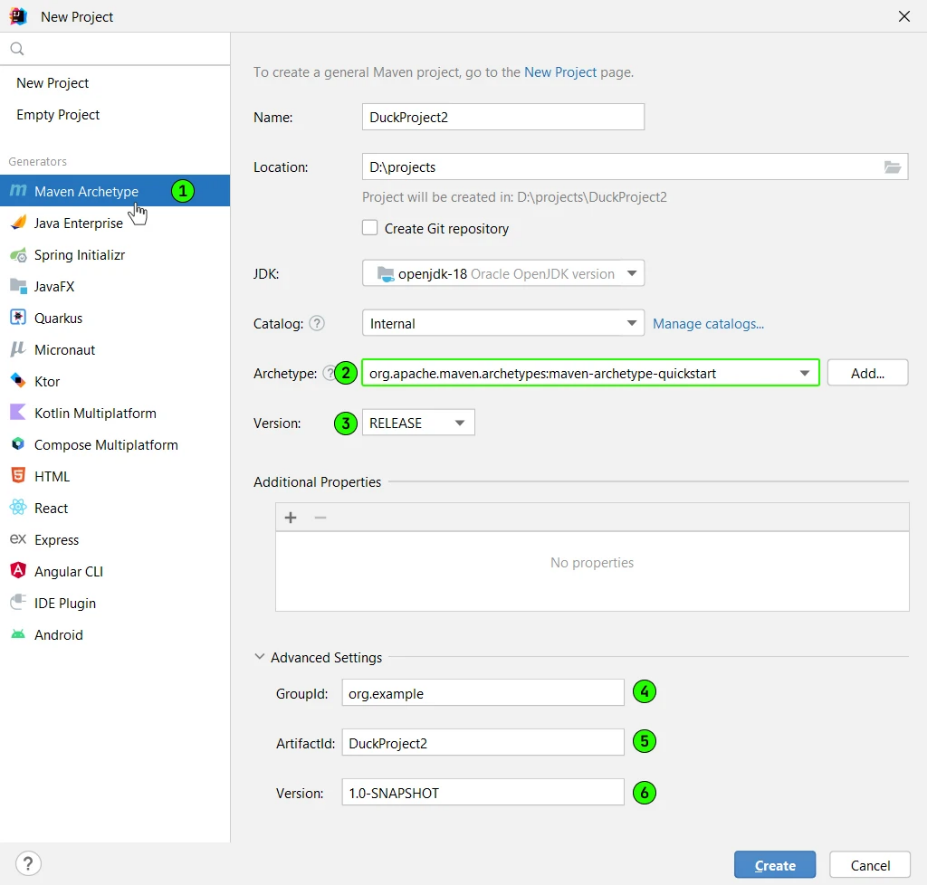 New Project
New Project
Empty Project
Generators
Maven Archetype 1
Java Enterprise
Spring Initializr
JavaFX
Quarkus
Micronaut
Ktor
Kotlin Multiplatform
Compose Multiplatform
HTML
React
ex Express
Angular CLI
IDE Plugin
Android
To create a general Maven project, go to the New Project page.
Name: DuckProject2
Location: D:\projects
Project will be created in: D:\projects\DuckProject2
Create Git repository
JDK: openjdk-18 Oracle OpenJDK version
Catalog: ? Internal Manage catalogs...
Archetype: ? 2 org.apache.maven.archetypes:maven-archetype-quickstart Add...
Version: 3 RELEASE
Additional Properties
+ −
No properties
Advanced Settings
GroupId: org.example 4
ArtifactId: DuckProject2 5
Version: 1.0-SNAPSHOT 6
? Create Cancel